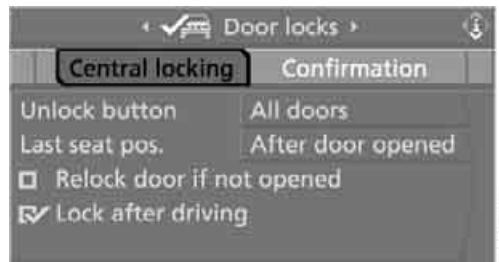 Door locks
Central locking Confirmation
Unlock button All doors
Last seat pos. After door opened
Relock door if not opened
Lock after driving